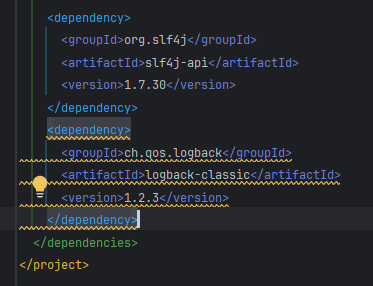 <dependency>
<groupId>org.slf4j</groupId>
<artifactId>slf4j-api</artifactId>
<version>1.7.30</version>
</dependency>
<dependency>
<groupId>ch.qos.logback</groupId>
<artifactId>logback-classic</artifactId>
<version>1.2.3</version>
</dependency>
</dependencies>
</project>